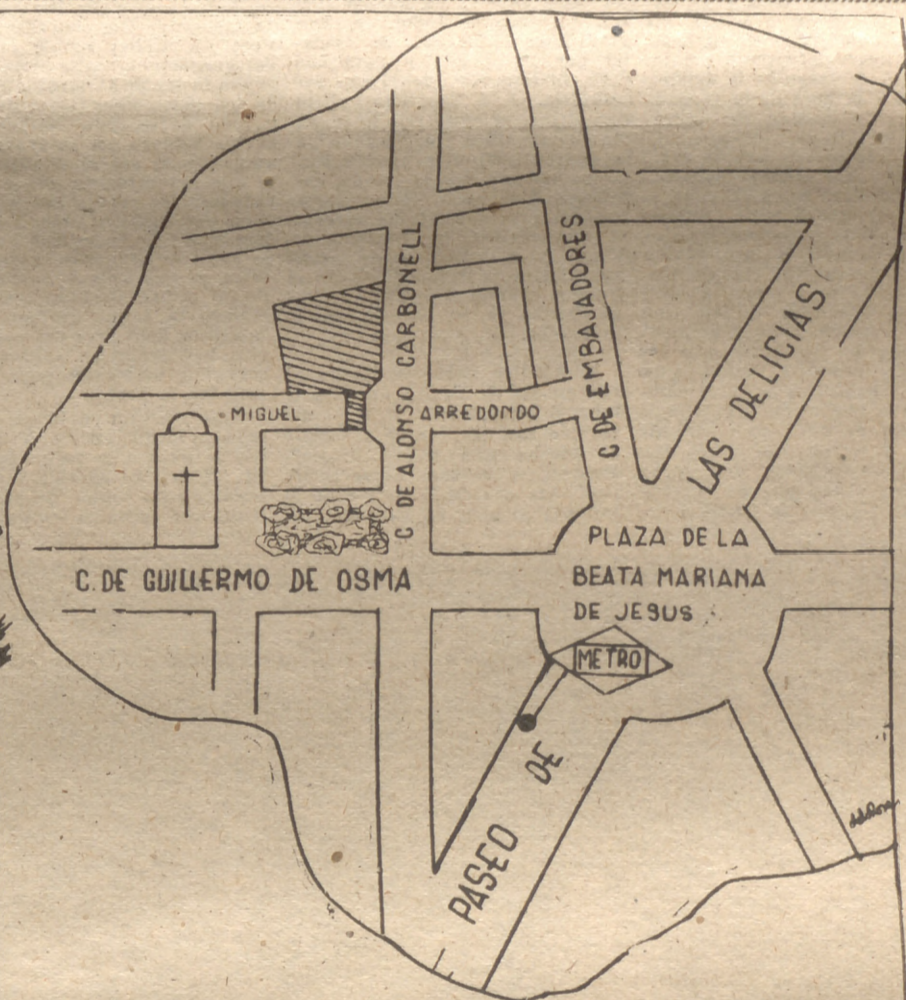 C DE ALONSO CARBONELL
C DE EMBAJADORES
LAS DELICIAS
MIGUEL ARREDONDO
PLAZA DE LA
BEATA MARIANA
DE JESUS
C. DE GUILLERMO DE OSMA
METRO
PASEO DE